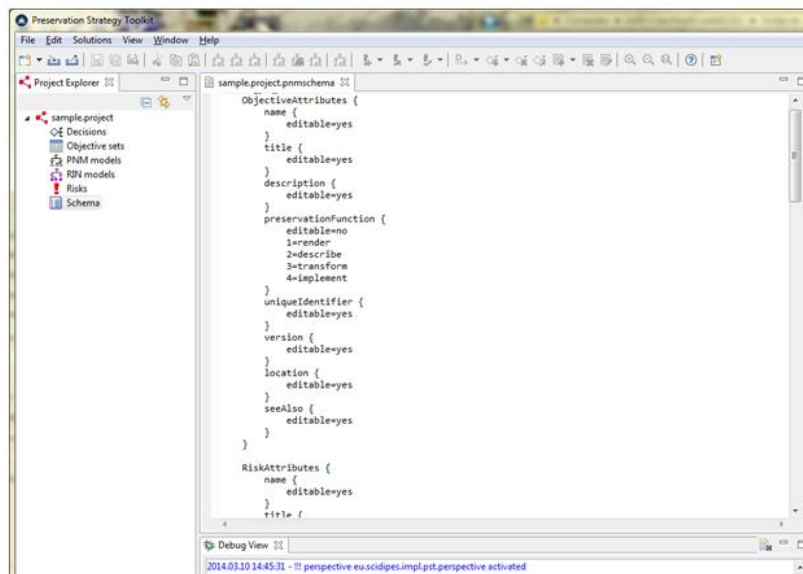 Preservation Strategy Toolkit
File Edit Solutions View Window Help
Project Explorer
sample.project
Decisions
Objective sets
PNM models
RIN models
Risks
Schema
sample.project.pnmschema
ObjectiveAttributes {
name {
editable=yes
}
title {
editable=yes
}
description {
editable=yes
}
preservationFunction {
editable=no
1=render
2=describe
3=transform
4=implement
}
uniqueIdentifier {
editable=yes
}
version {
editable=yes
}
location {
editable=yes
}
seeAlso {
editable=yes
}
}
RiskAttributes {
name {
editable=yes
}
title {
Debug View
2014.03.10 14:45:31 - !!! perspective eu.scidipes.impl.pst.perspective activated